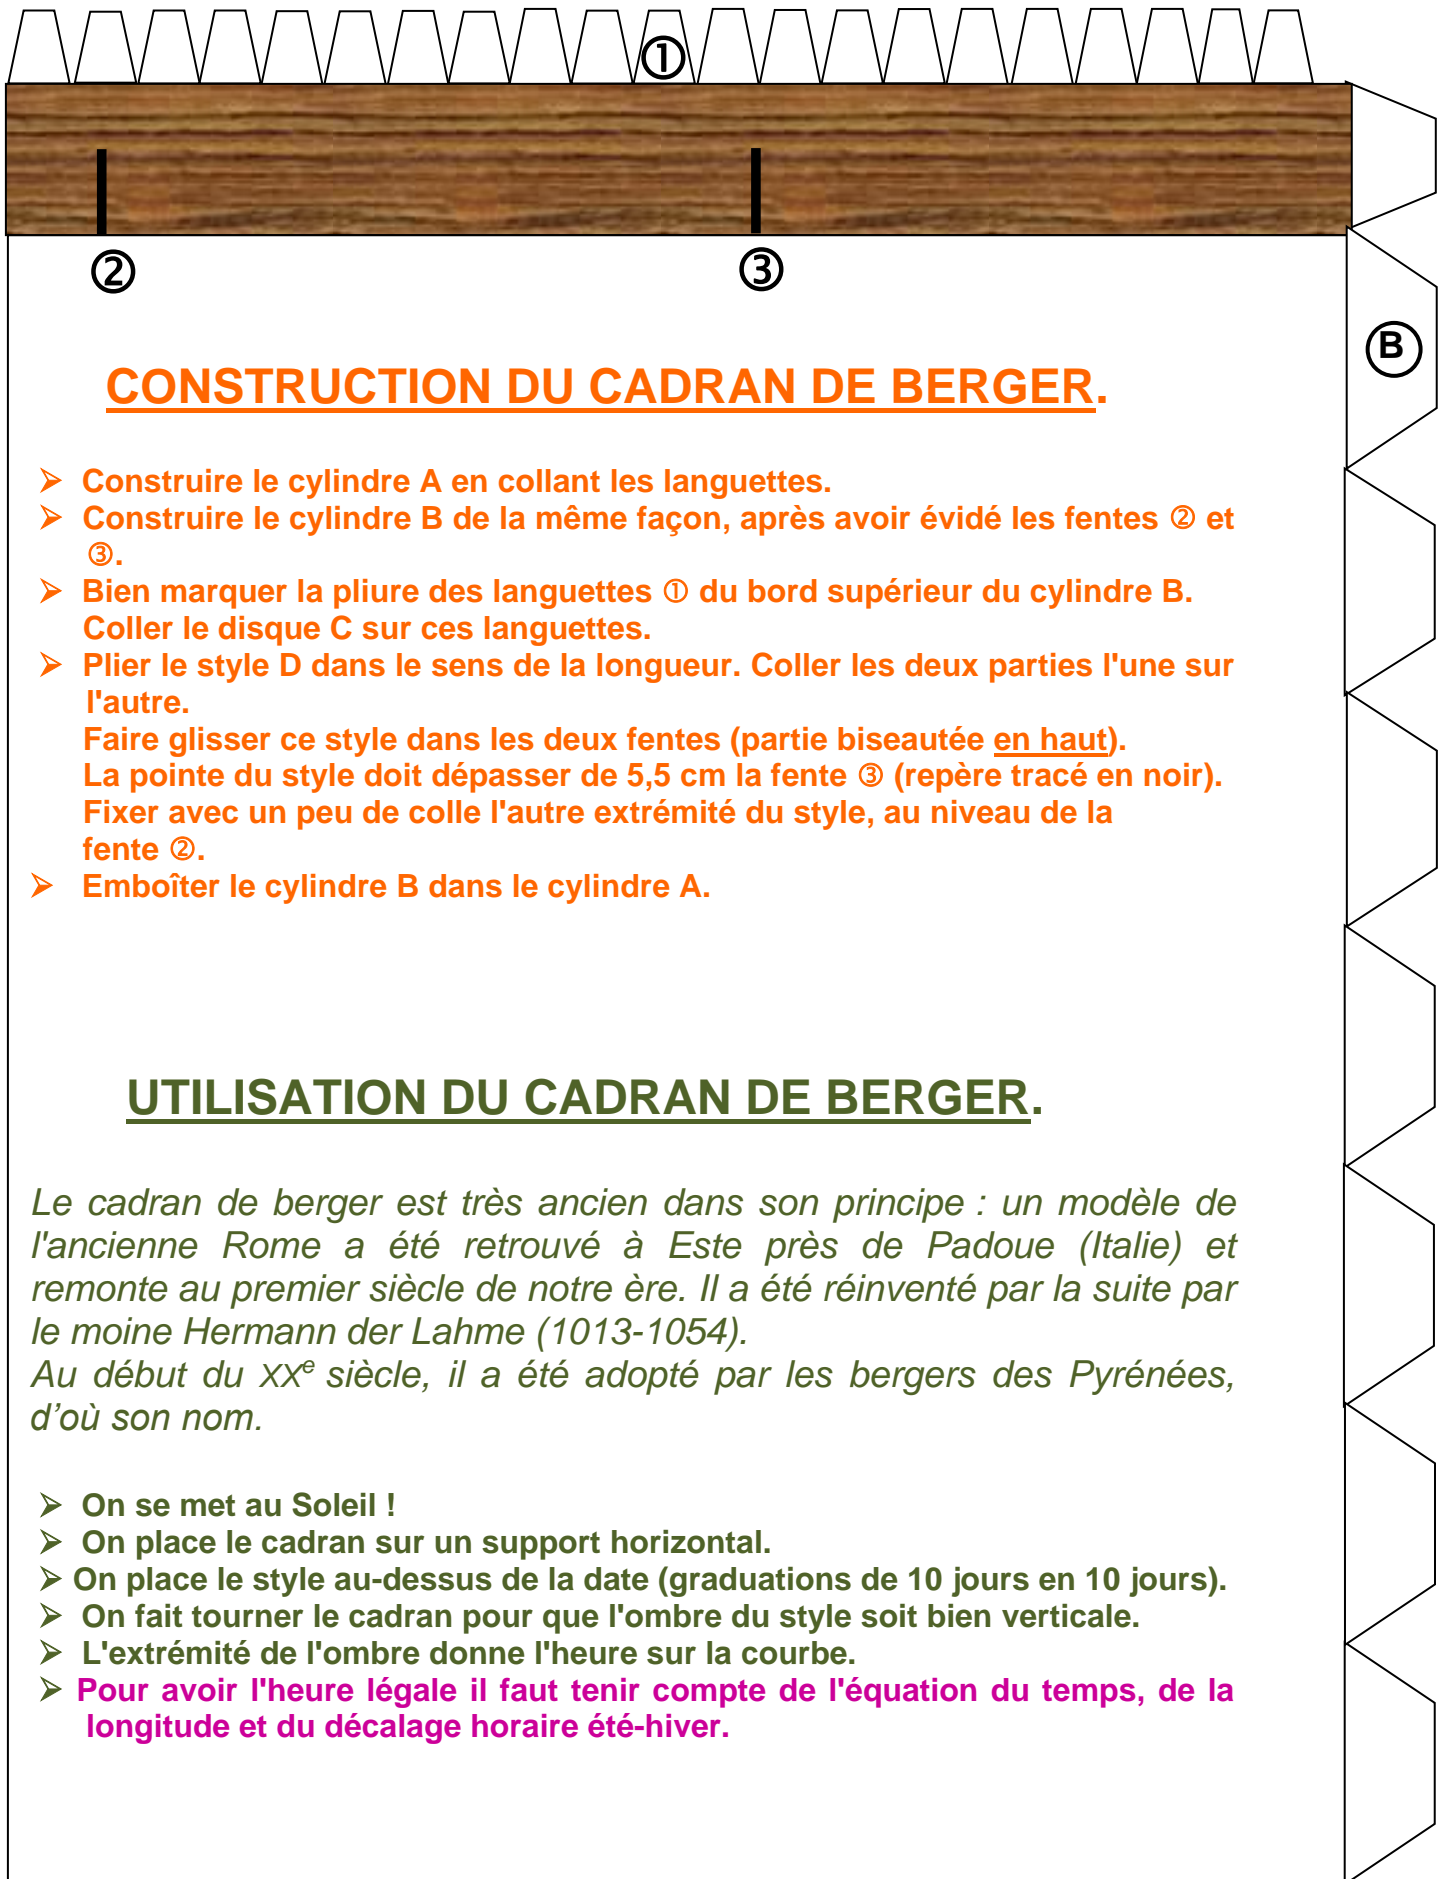 ①
② ③
B
CONSTRUCTION DU CADRAN DE BERGER.
➢ Construire le cylindre A en collant les languettes.
➢ Construire le cylindre B de la même façon, après avoir évidé les fentes ② et
③.
➢ Bien marquer la pliure des languettes ① du bord supérieur du cylindre B.
Coller le disque C sur ces languettes.
➢ Plier le style D dans le sens de la longueur. Coller les deux parties l'une sur
l'autre.
Faire glisser ce style dans les deux fentes (partie biseautée en haut).
La pointe du style doit dépasser de 5,5 cm la fente ③ (repère tracé en noir).
Fixer avec un peu de colle l'autre extrémité du style, au niveau de la
fente ②.
➢ Emboîter le cylindre B dans le cylindre A.
UTILISATION DU CADRAN DE BERGER.
Le cadran de berger est très ancien dans son principe : un modèle de
l'ancienne Rome a été retrouvé à Este près de Padoue (Italie) et
remonte au premier siècle de notre ère. Il a été réinventé par la suite par
le moine Hermann der Lahme (1013-1054).
Au début du XXe siècle, il a été adopté par les bergers des Pyrénées,
d’où son nom.
➢ On se met au Soleil !
➢ On place le cadran sur un support horizontal.
➢ On place le style au-dessus de la date (graduations de 10 jours en 10 jours).
➢ On fait tourner le cadran pour que l'ombre du style soit bien verticale.
➢ L'extrémité de l'ombre donne l'heure sur la courbe.
➢ Pour avoir l'heure légale il faut tenir compte de l'équation du temps, de la
longitude et du décalage horaire été-hiver.